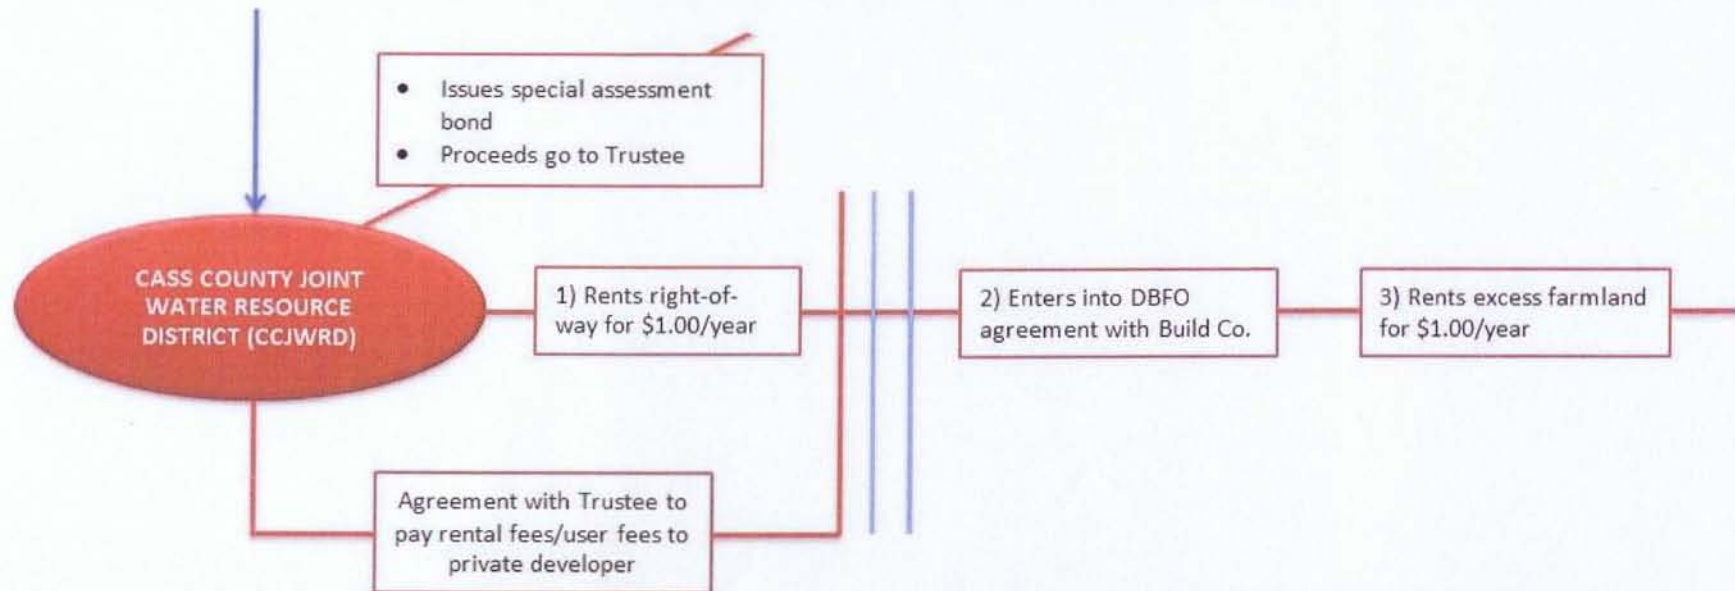 • Issues special assessment
bond
• Proceeds go to Trustee
CASS COUNTY JOINT
WATER RESOURCE
DISTRICT (CCJWRD)
1) Rents right-of-
way for $1.00/year
2) Enters into DBFO
agreement with Build Co.
3) Rents excess farmland
for $1.00/year
Agreement with Trustee to
pay rental fees/user fees to
private developer